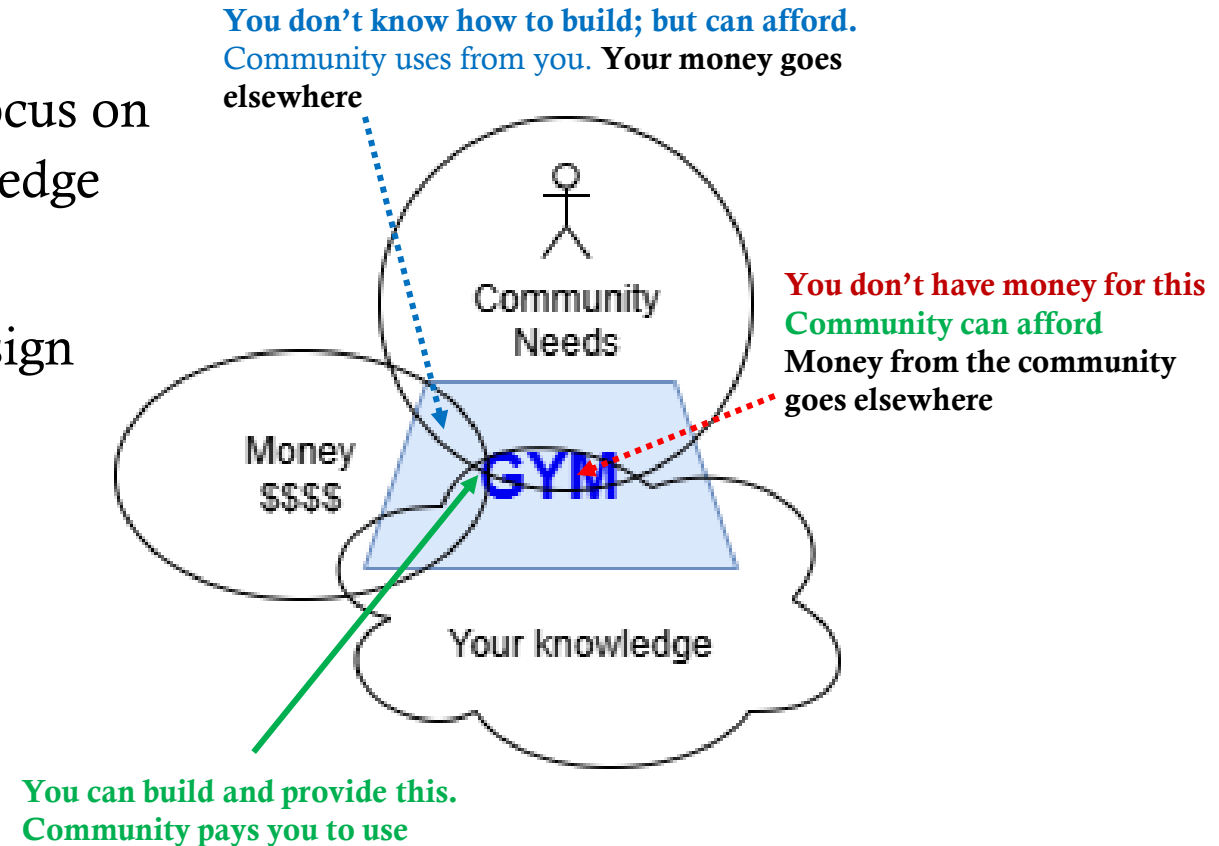 You don’t know how to build; but can afford.
Community uses from you. Your money goes
elsewhere
ocus on
edge
sign
Community
Needs
You don’t have money for this
Community can afford
Money from the community
goes elsewhere
Money
$$$$
GYM
Your knowledge
You can build and provide this.
Community pays you to use